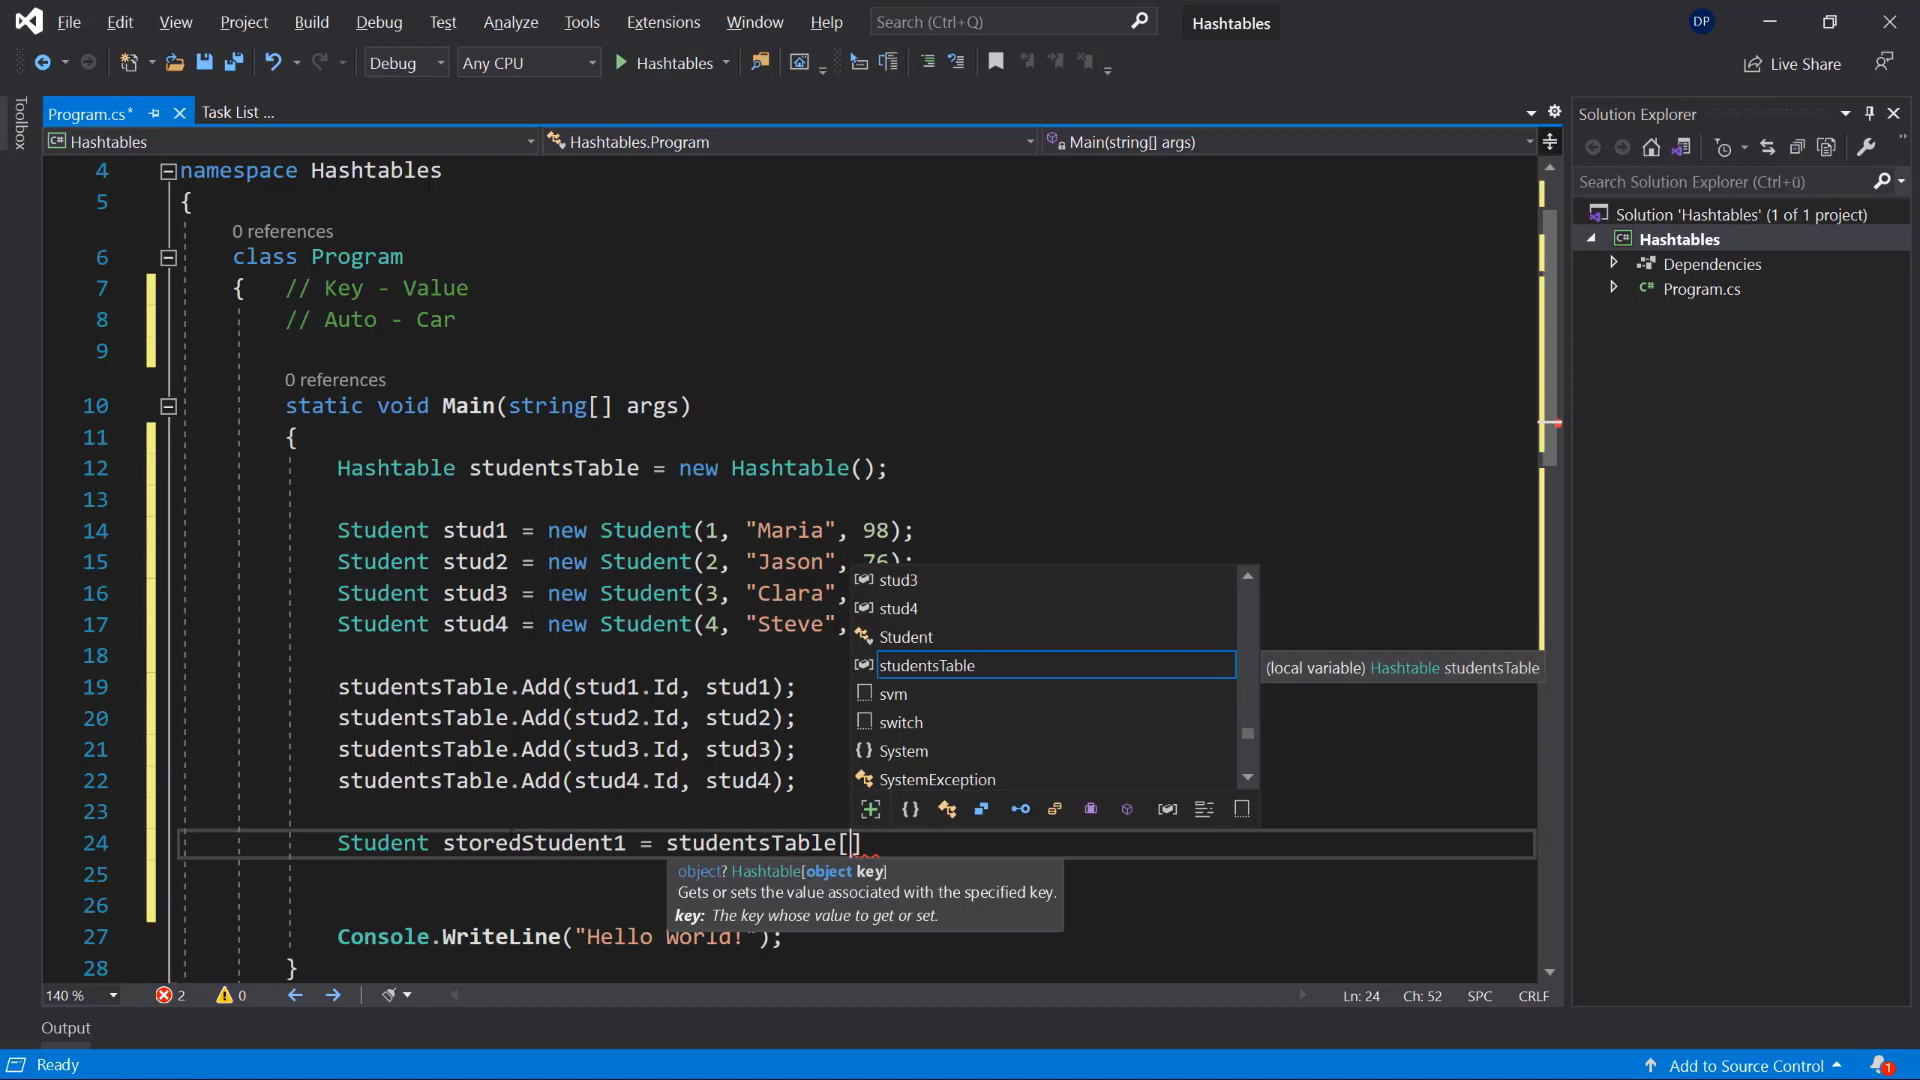 File Edit View Project Build Debug Test Analyze Tools Extensions Window Help Search (Ctrl+Q) Hashtables DP
Debug Any CPU Hashtables Live Share
Toolbox
Program.cs* Task List ...
Hashtables Hashtables.Program Main(string[] args)
4 namespace Hashtables
5 {
0 references
6 class Program
7 { // Key - Value
8 // Auto - Car
9
0 references
10 static void Main(string[] args)
11 {
12 Hashtable studentsTable = new Hashtable();
13
14 Student stud1 = new Student(1, "Maria", 98);
15 Student stud2 = new Student(2, "Jason", 76);
16 Student stud3 = new Student(3, "Clara",
17 Student stud4 = new Student(4, "Steve",
18
19 studentsTable.Add(stud1.Id, stud1);
20 studentsTable.Add(stud2.Id, stud2);
21 studentsTable.Add(stud3.Id, stud3);
22 studentsTable.Add(stud4.Id, stud4);
23
24 Student storedStudent1 = studentsTable[]
25
26
27 Console.WriteLine("Hello World!");
28 }
stud3
stud4
Student
studentsTable
svm
switch
System
SystemException
(local variable) Hashtable studentsTable
object? Hashtable[object key]
Gets or sets the value associated with the specified key.
key: The key whose value to get or set.
140 % 2 0 Ln: 24 Ch: 52 SPC CRLF
Output
Ready Add to Source Control 1
Solution Explorer
Search Solution Explorer (Ctrl+ü)
Solution 'Hashtables' (1 of 1 project)
C# Hashtables
Dependencies
C# Program.cs